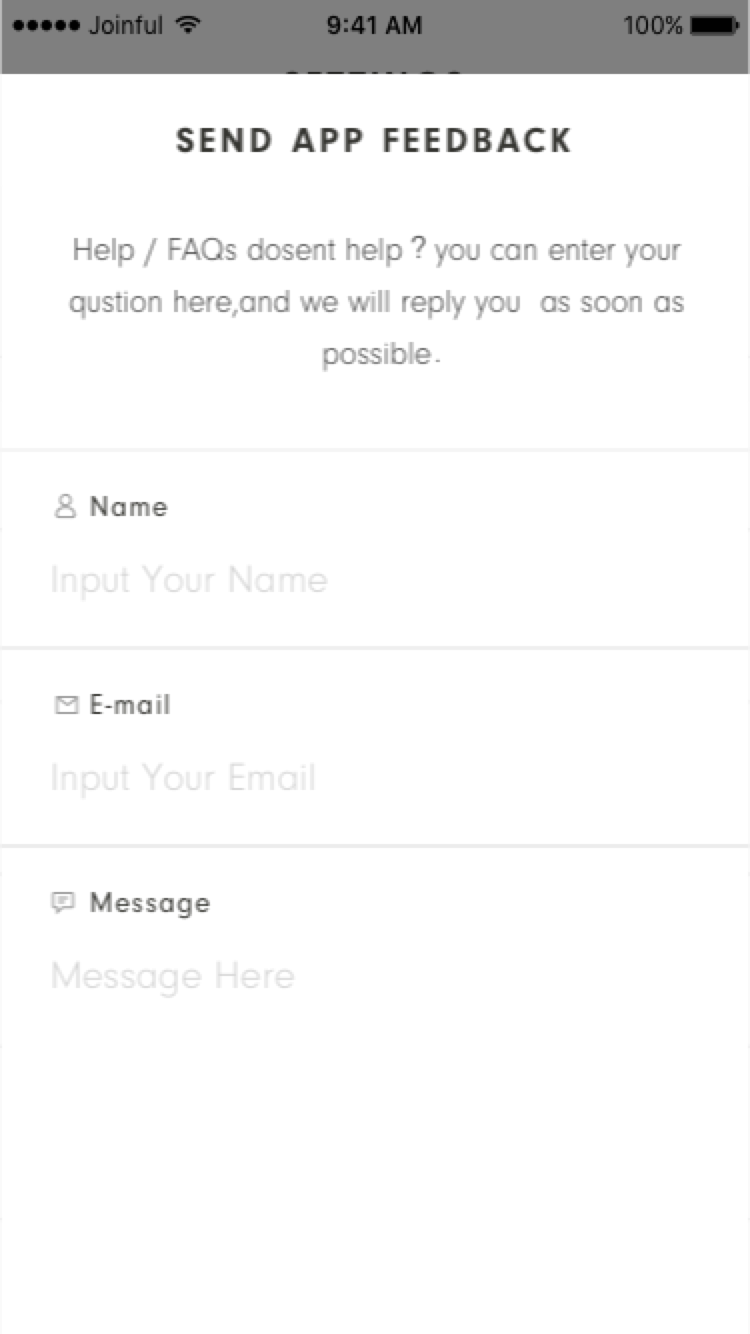 Joinful 9:41 AM 100%
SEND APP FEEDBACK
Help / FAQs dosent help ? you can enter your
qustion here,and we will reply you  as soon as
possible.
Name
Input Your Name
E-mail
Input Your Email
Message
Message Here